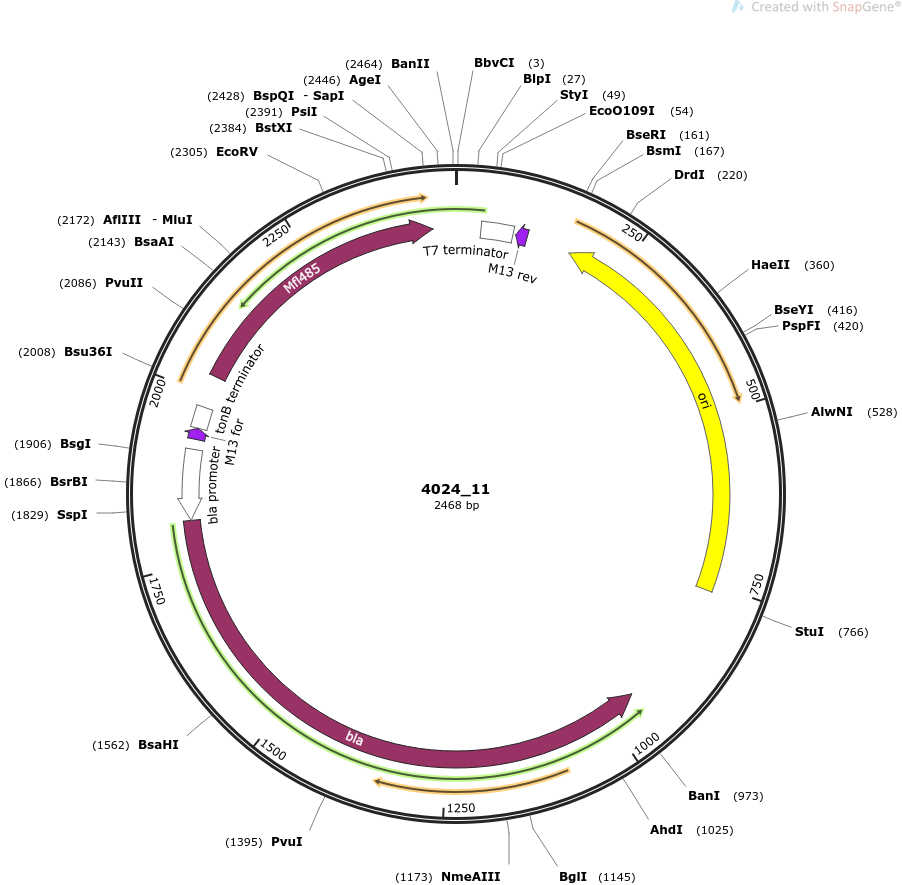 Created with SnapGene®
(2464) BanII
BbvCI (3)
(2446) AgeI
BlpI (27)
(2428) BspQI - SapI
StyI (49)
(2391) PsiI
EcoO109I (54)
(2384) BstXI
BseRI (161)
(2305) EcoRV
BsmI (167)
DrdI (220)
(2172) AflIII - MluI
(2143) BsaAI
2250
250
T7 terminator
M13 rev
HaeII (360)
(2086) PvuII
Mfl485
BseYI (416)
PspFI (420)
(2008) Bsu36I
2000
500
tonB terminator
ori
AlwNI (528)
M13 for
(1906) BsgI
bla promoter
(1866) BsrBI
4024_11
2468 bp
(1829) SspI
1750
750
StuI (766)
(1562) BsaHI
bla
1500
1000
BanI (973)
1250
AhdI (1025)
(1395) PvuI
(1173) NmeAIII
BglI (1145)